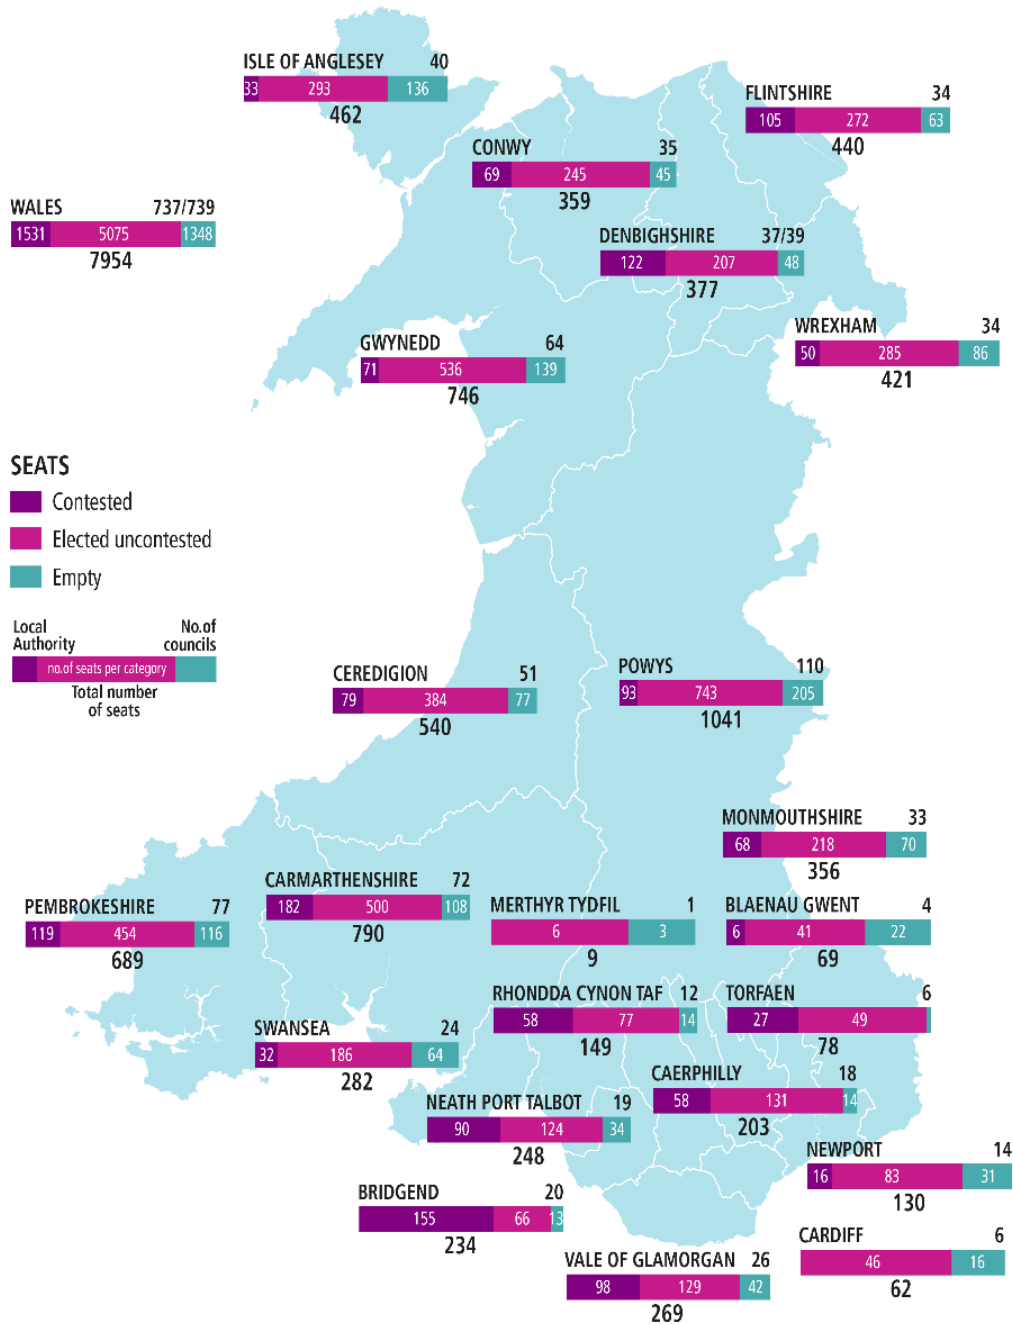 ISLE OF ANGLESEY 40
33 293 136
462
FLINTSHIRE 34
105 272 63
440
CONWY 35
69 245 45
359
WALES 737/739
1531 5075 1348
7954
DENBIGHSHIRE 37/39
122 207 48
377
WREXHAM 34
50 285 86
421
GWYNEDD 64
71 536 139
746
SEATS
Contested
Elected uncontested
Empty
Local Authority No.of councils
no.of seats per category
Total number
of seats
CEREDIGION 51
79 384 77
540
POWYS 110
93 743 205
1041
MONMOUTHSHIRE 33
68 218 70
356
PEMBROKESHIRE 77
119 454 116
689
CARMARTHENSHIRE 72
182 500 108
790
MERTHYR TYDFIL 1
6 3
9
BLAENAU GWENT 4
6 41 22
69
RHONDDA CYNON TAF 12
58 77 14
149
TORFAEN 6
27 49
78
SWANSEA 24
32 186 64
282
CAERPHILLY 18
58 131 14
203
NEATH PORT TALBOT 19
90 124 34
248
NEWPORT 14
16 83 31
130
BRIDGEND 20
155 66 13
234
CARDIFF 6
46 16
62
VALE OF GLAMORGAN 26
98 129 42
269